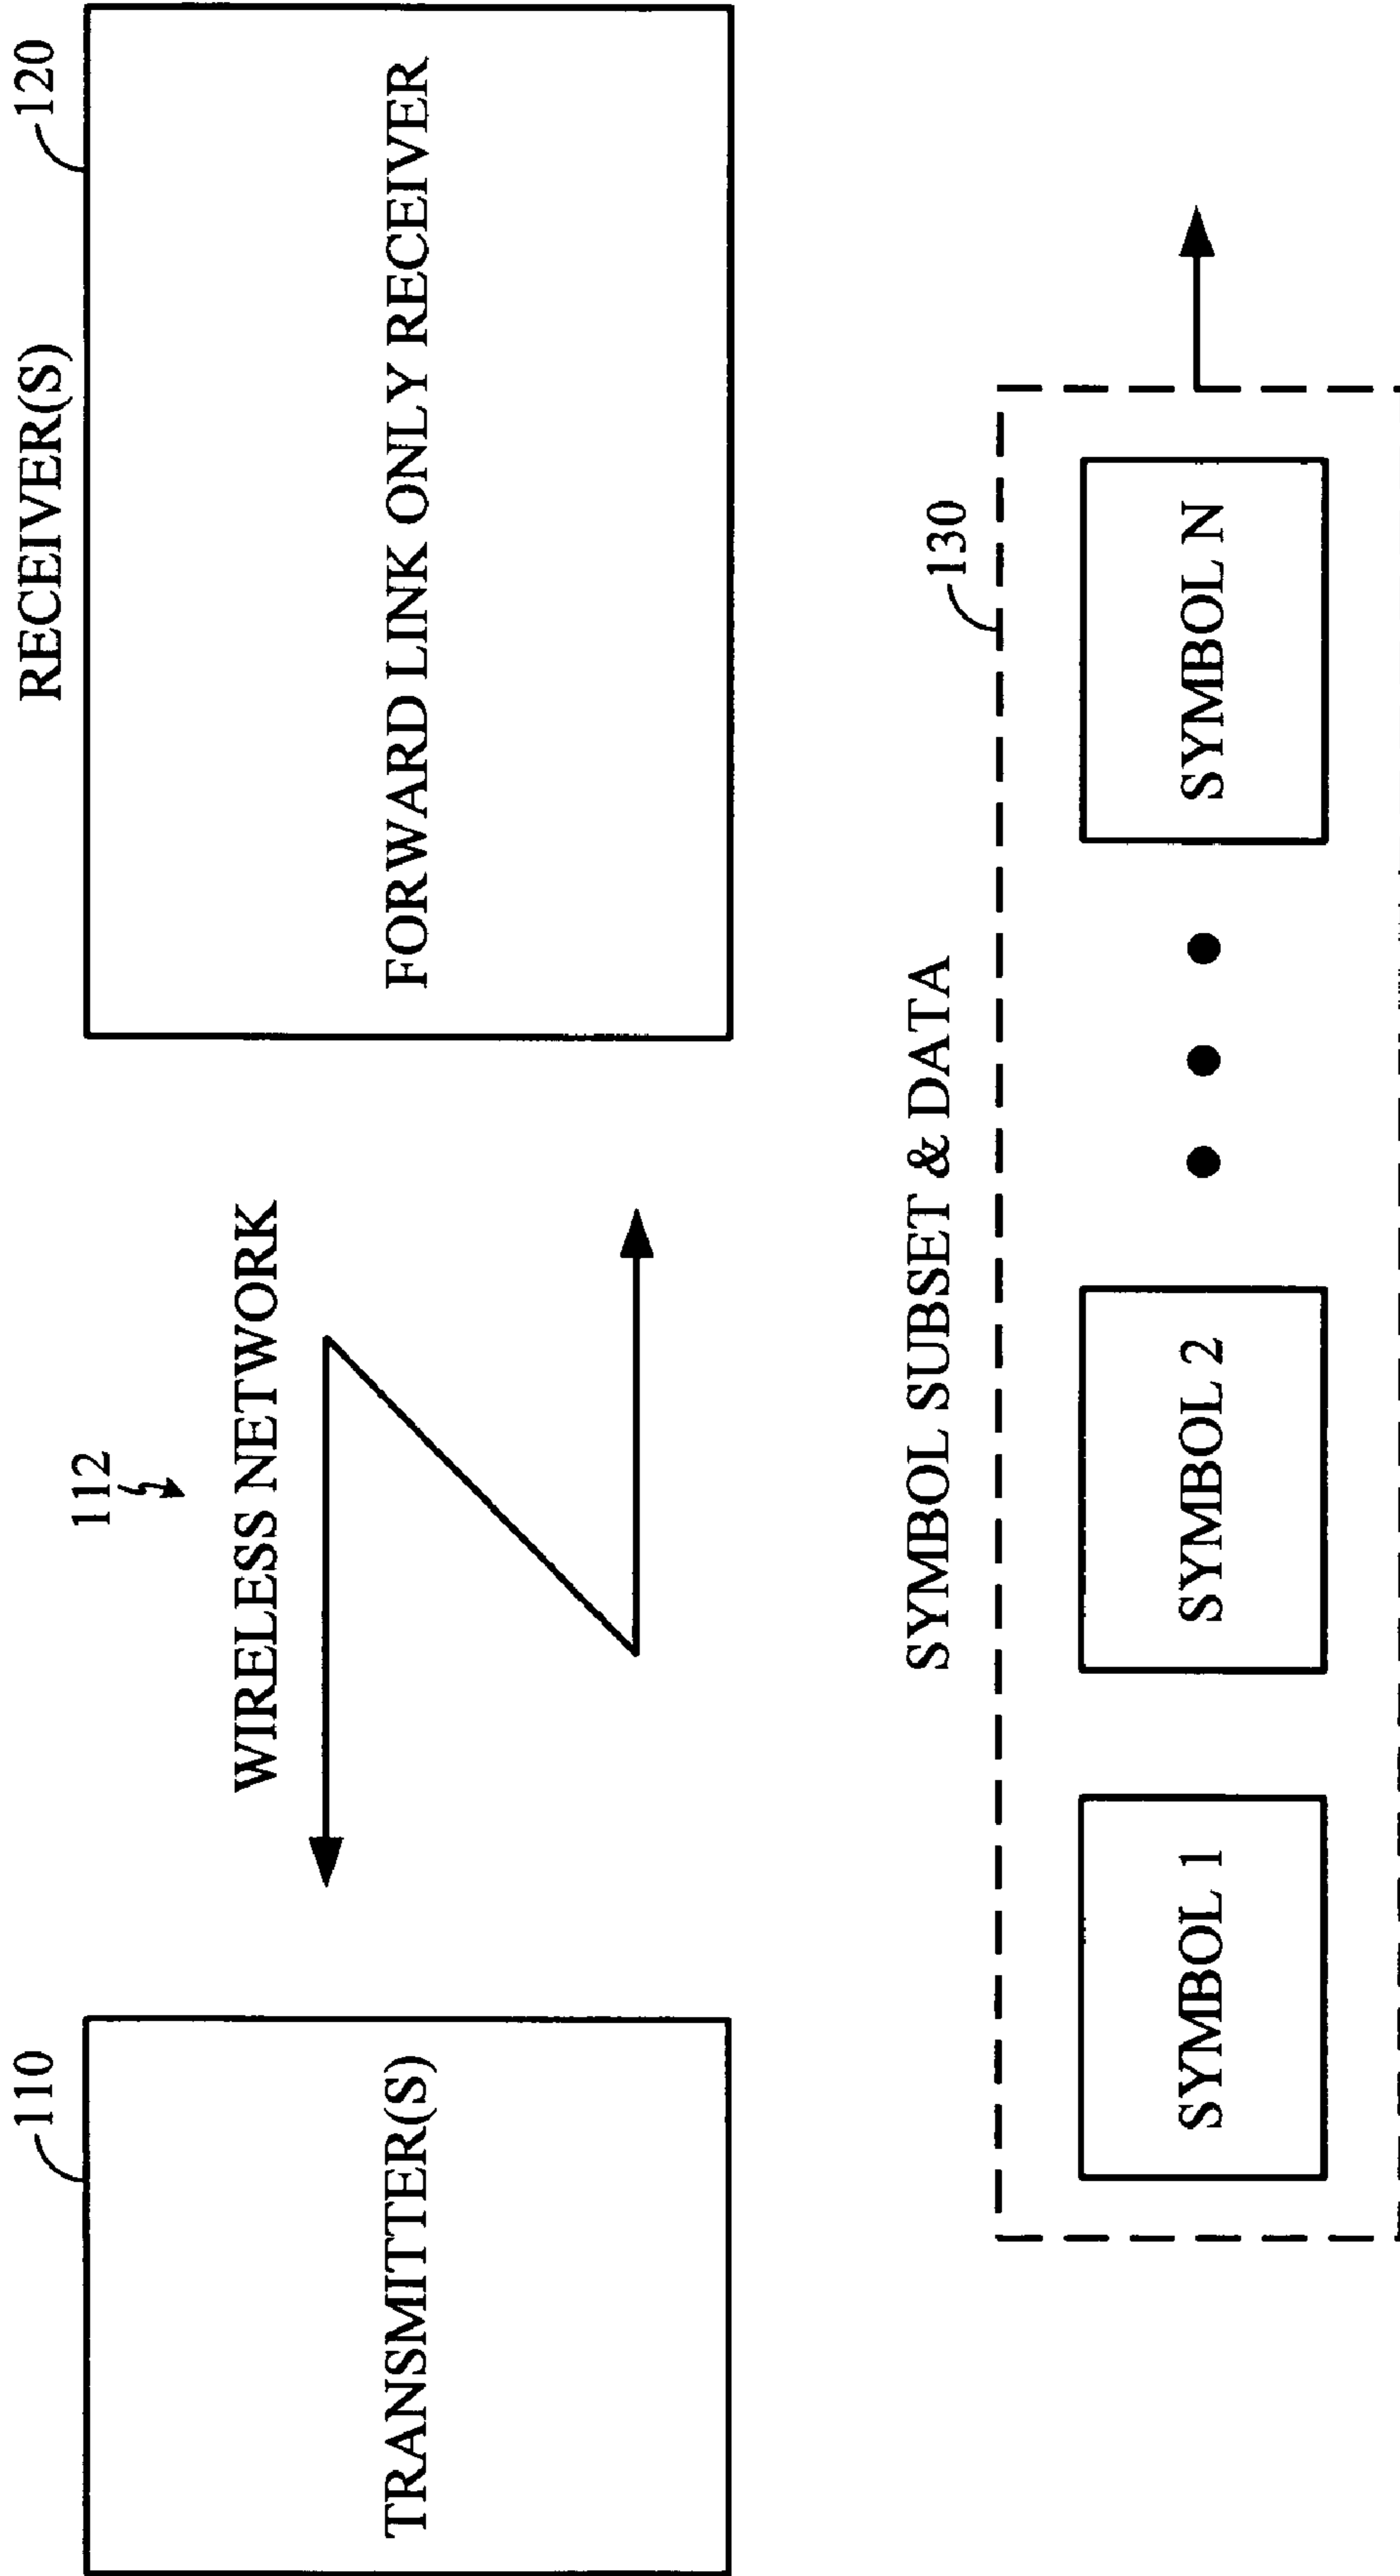 110
TRANSMITTER(S)
112
WIRELESS NETWORK
RECEIVER(S)
120
FORWARD LINK ONLY RECEIVER
SYMBOL SUBSET & DATA
130
SYMBOL 1
SYMBOL 2
SYMBOL N